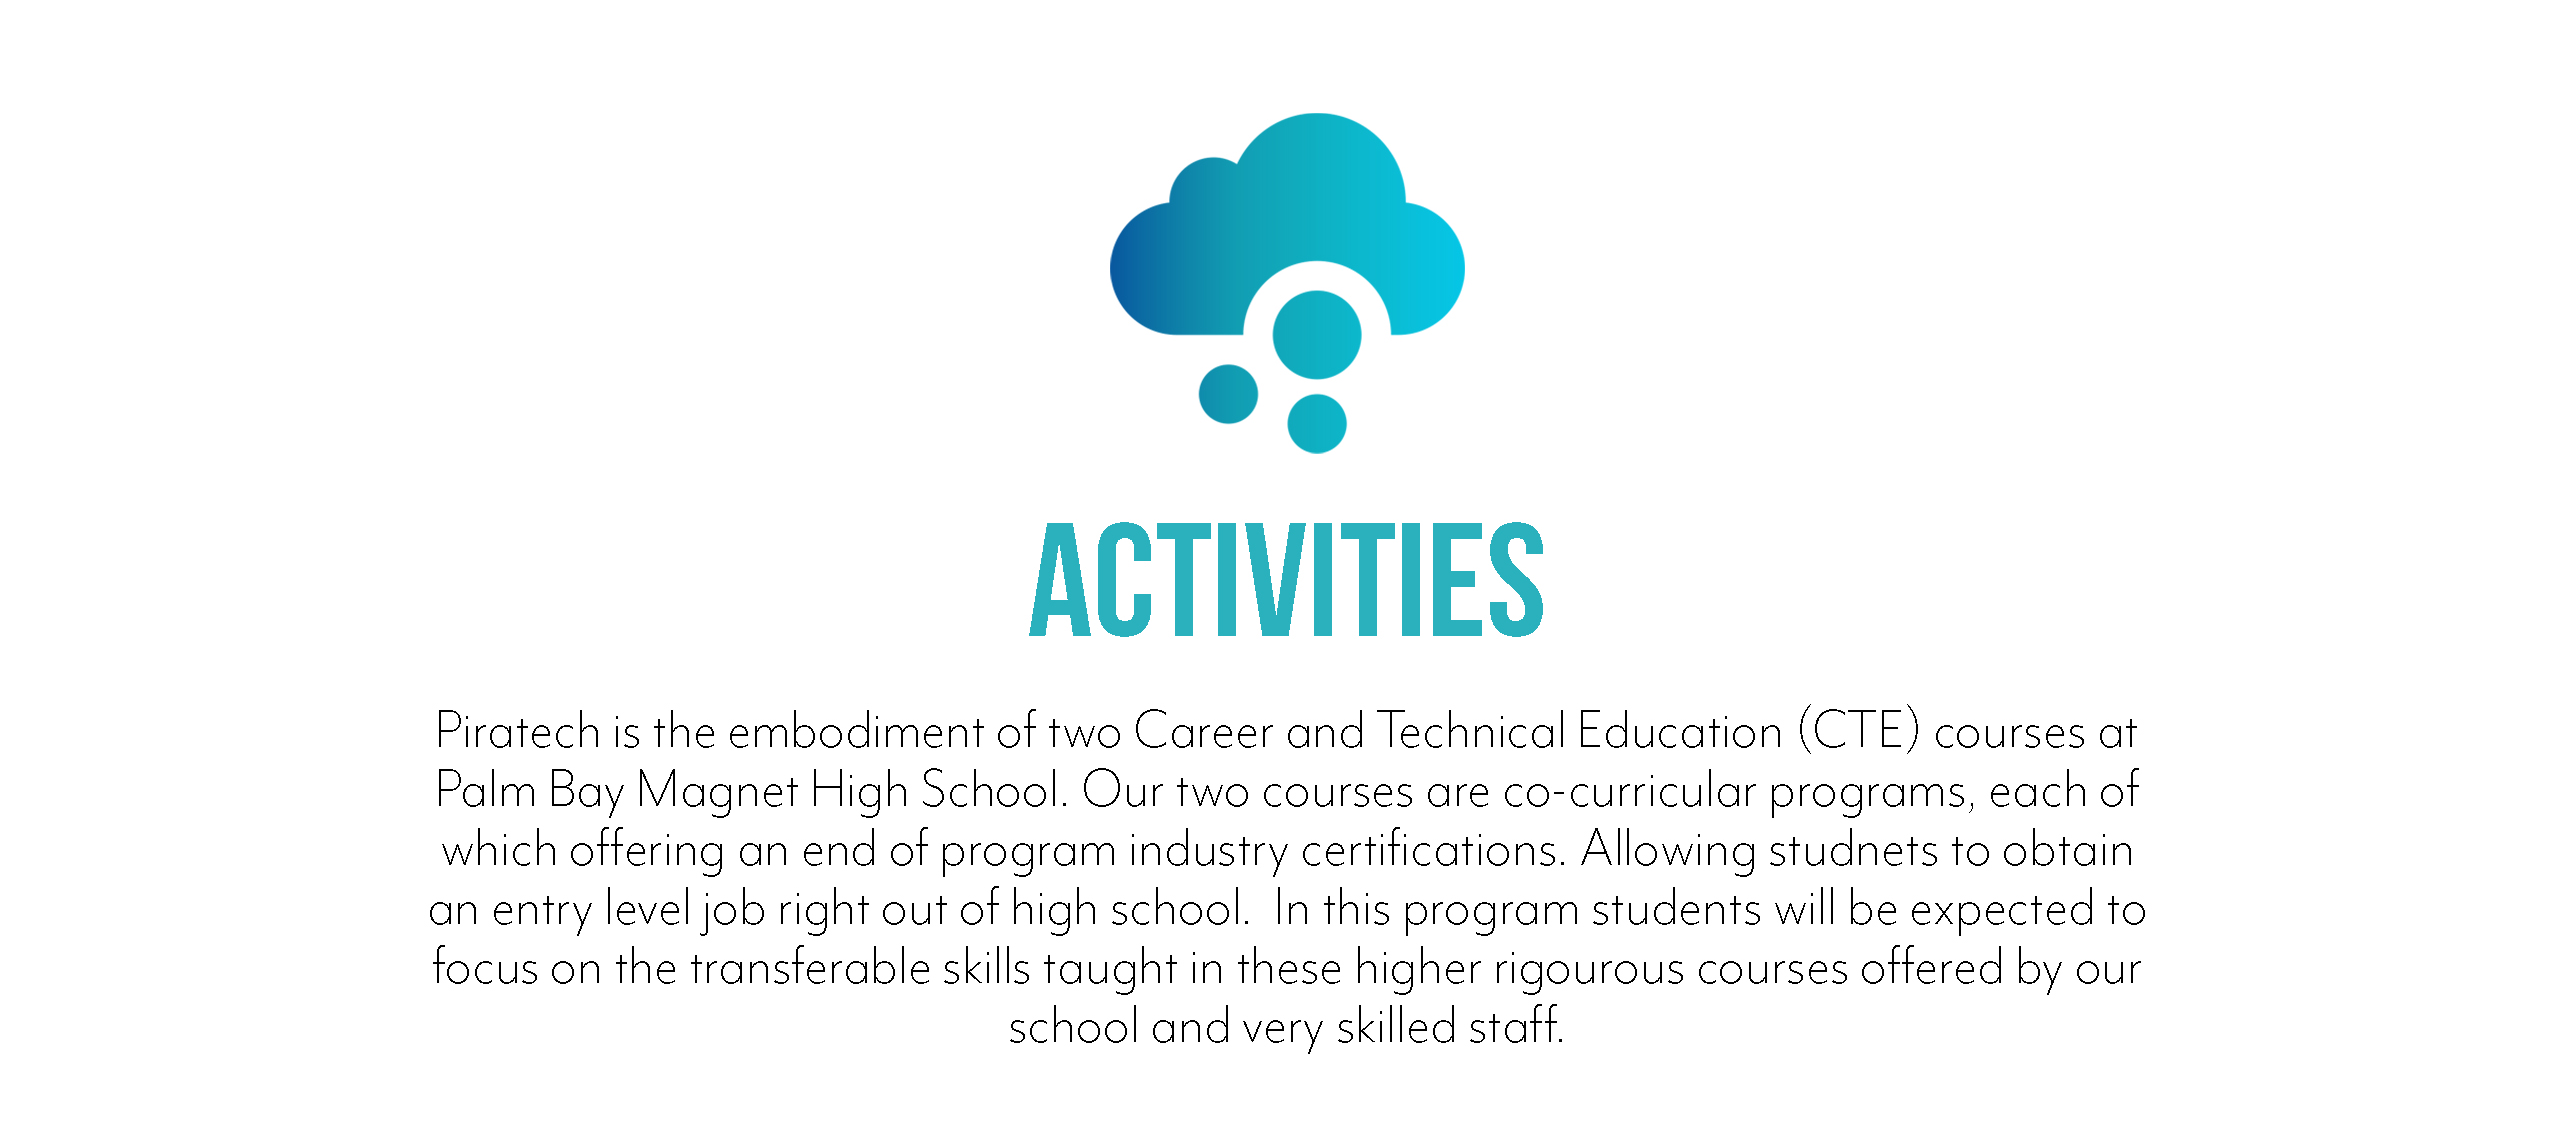 ACTIVITIES
Piratech is the embodiment of two Career and Technical Education (CTE) courses at
Palm Bay Magnet High School. Our two courses are co-curricular programs, each of
which offering an end of program industry certifications. Allowing studnets to obtain
an entry level job right out of high school.  In this program students will be expected to
focus on the transferable skills taught in these higher rigourous courses offered by our
school and very skilled staff.